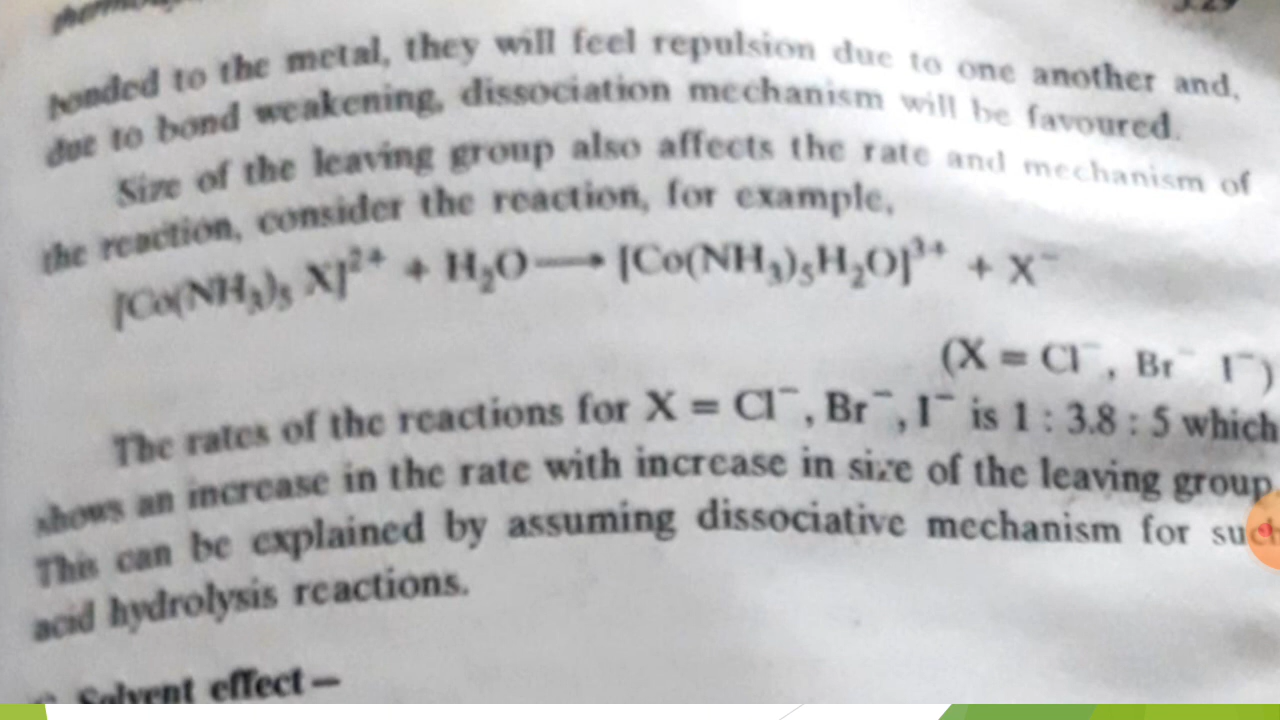 bonded to the metal, they will feel repulsion due to one another and,
due to bond weakening, dissociation mechanism will be favoured.
Size of the leaving group also affects the rate and mechanism of
the reaction, consider the reaction, for example,
[Co(NH₃)₅ X]²⁺ + H₂O ⟶ [Co(NH₃)₅H₂O]³⁺ + X⁻
(X = Cl⁻, Br⁻ I⁻)
The rates of the reactions for X = Cl⁻, Br⁻, I⁻ is 1 : 3.8 : 5 which
shows an increase in the rate with increase in size of the leaving group
This can be explained by assuming dissociative mechanism for such
acid hydrolysis reactions.
Solvent effect—